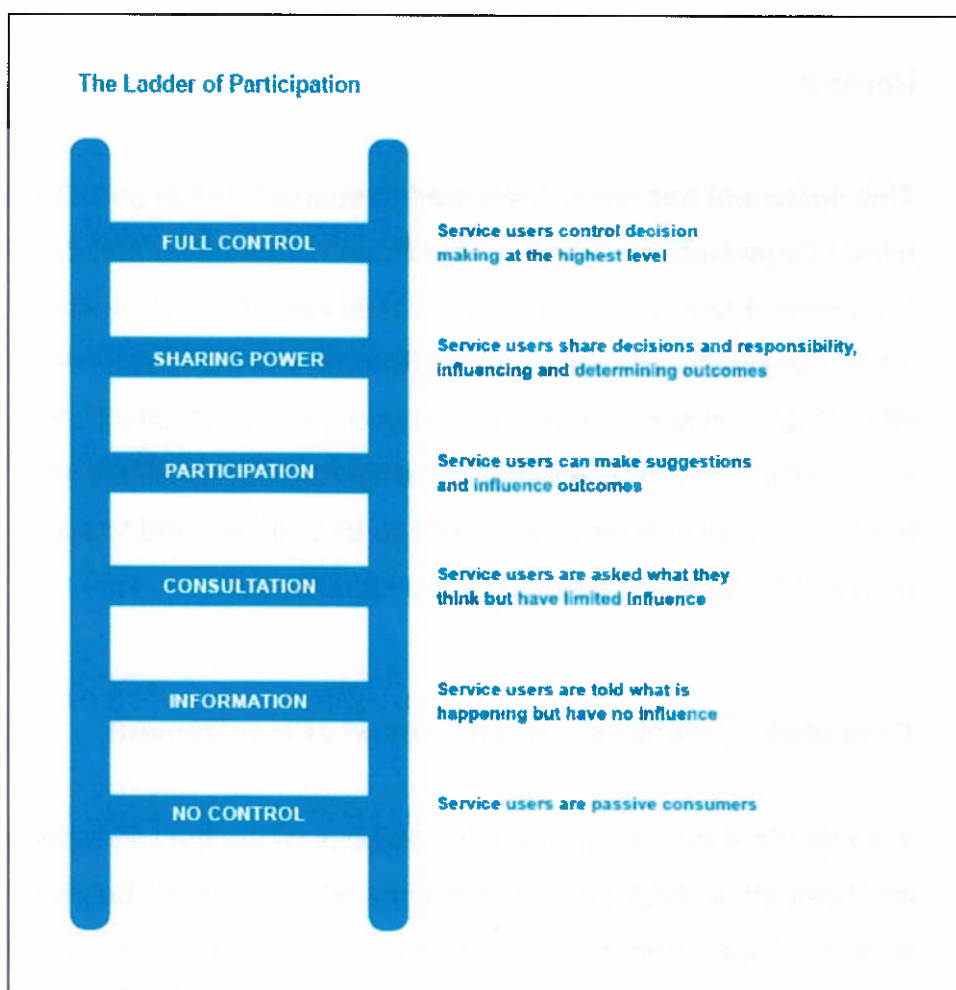 The Ladder of Participation
FULL CONTROL
Service users control decision
making at the highest level
SHARING POWER
Service users share decisions and responsibility,
influencing and determining outcomes
PARTICIPATION
Service users can make suggestions
and influence outcomes
CONSULTATION
Service users are asked what they
think but have limited influence
INFORMATION
Service users are told what is
happening but have no influence
NO CONTROL
Service users are passive consumers